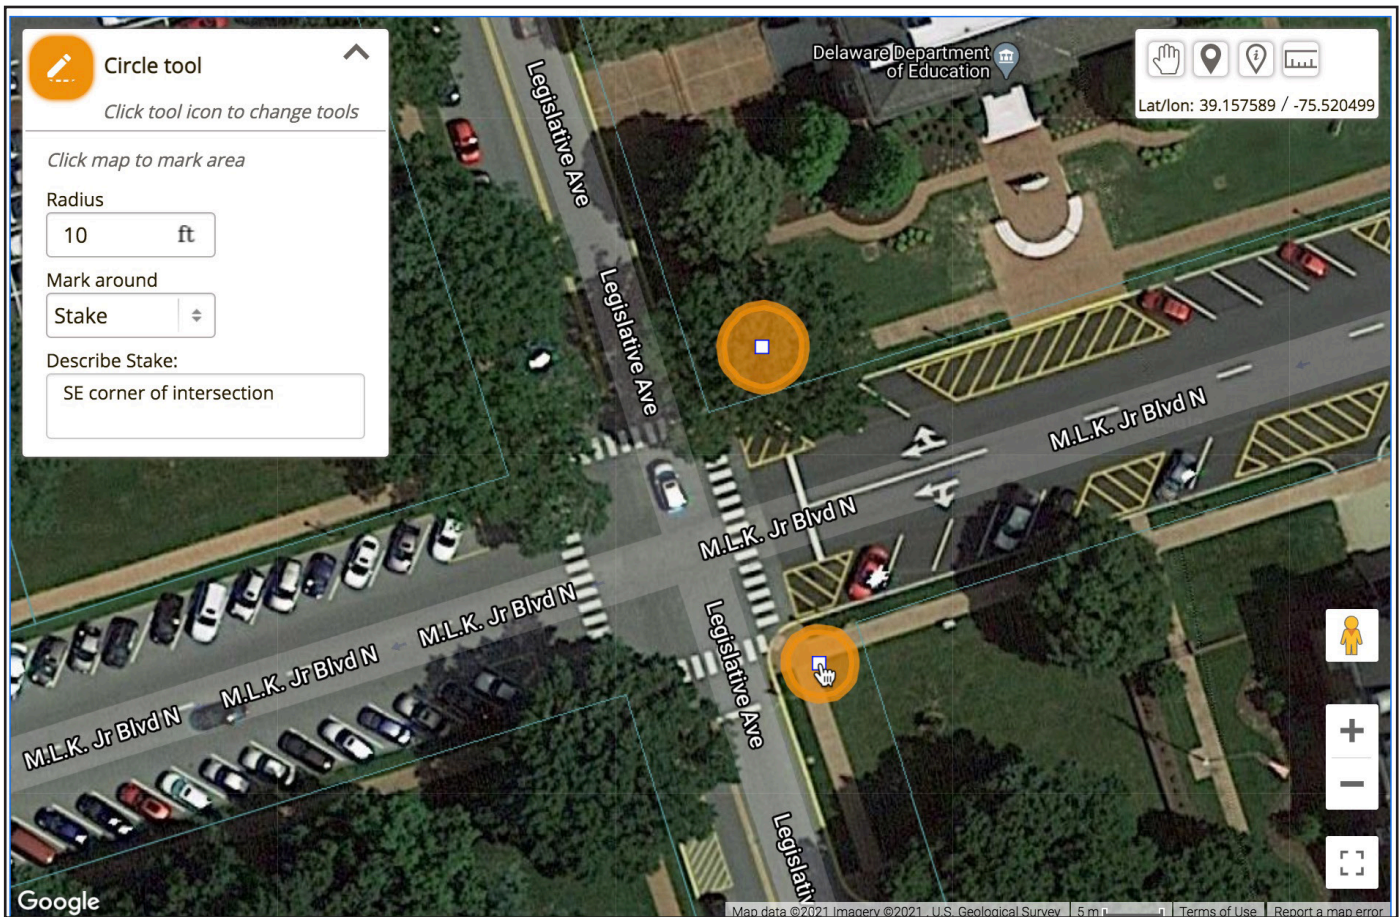 Circle tool
Click tool icon to change tools
Click map to mark area
Radius
10 ft
Mark around
Stake
Describe Stake:
SE corner of intersection
Delaware Department
of Education
Lat/lon: 39.157589 / -75.520499
Legislative Ave
Legislative Ave
M.L.K. Jr Blvd N
M.L.K. Jr Blvd N
M.L.K. Jr Blvd N
M.L.K. Jr Blvd N
M.L.K. Jr Blvd N
Legislative Ave
Legislativ
Google
Map data ©2021 Imagery ©2021 , U.S. Geological Survey
5 m
Terms of Use
Report a map error